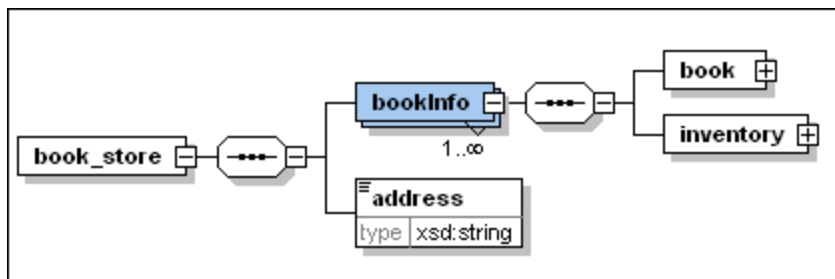 book_store
bookInfo
1..∞
book
inventory
address
type xsd:string